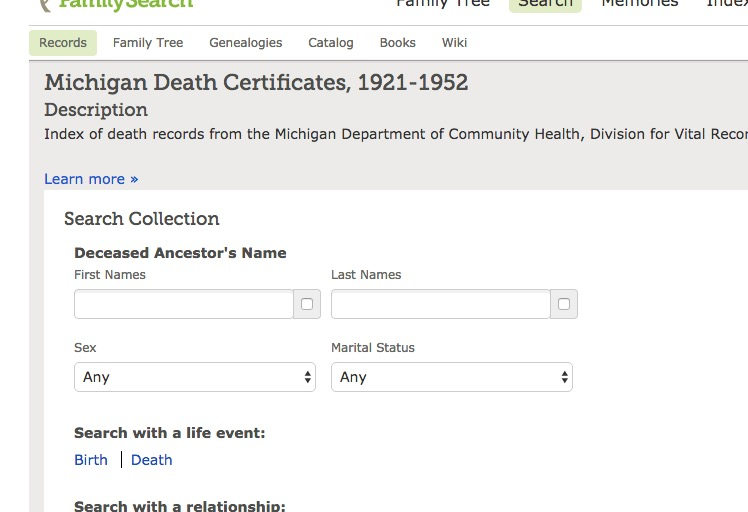 FamilySearch
Family Tree Search Memories
Records Family Tree Genealogies Catalog Books Wiki
Michigan Death Certificates, 1921-1952
Description
Index of death records from the Michigan Department of Community Health, Division for Vital
Learn more »
Search Collection
Deceased Ancestor's Name
First Names Last Names
Sex Marital Status
Any Any
Search with a life event:
Birth | Death
Search with a relationship: